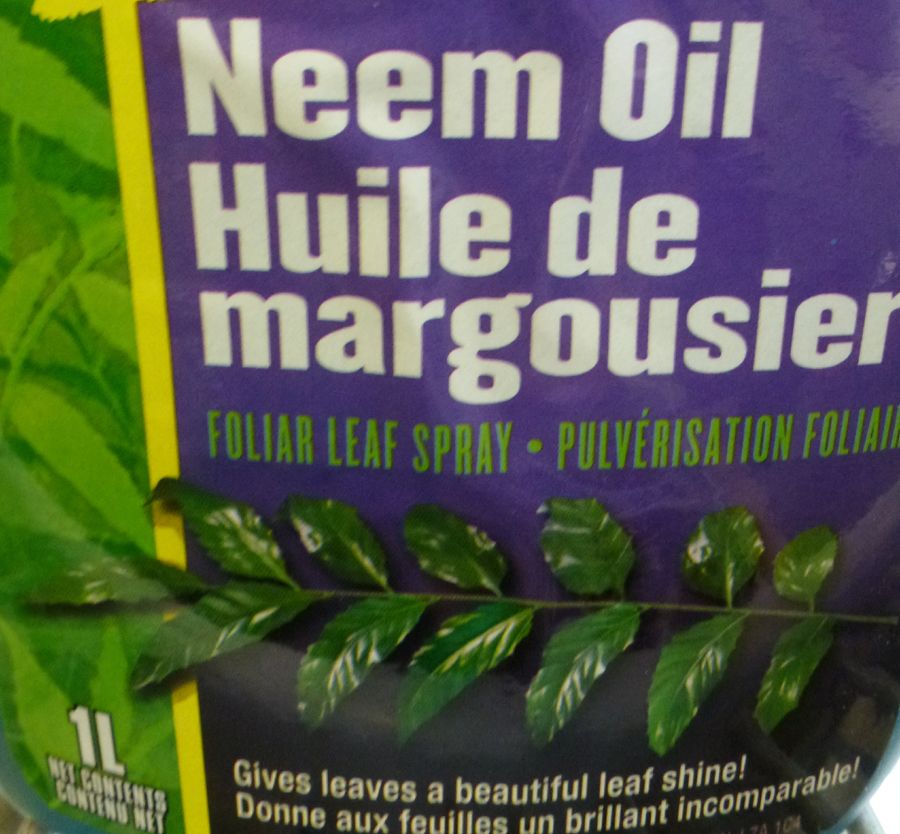 Neem Oil
Huile de
margousier
FOLIAR LEAF SPRAY • PULVÉRISATION
1L
NET CONTENTS
CONTENU NET
Gives leaves a beautiful leaf shine!
Donne aux feuilles un brillant incomparable!